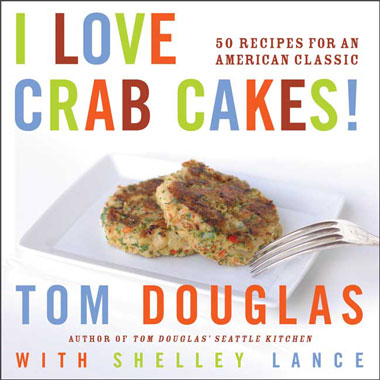 I LOVE
50 RECIPES FOR AN
AMERICAN CLASSIC
CRAB CAKES!
TOM DOUGLAS
AUTHOR OF TOM DOUGLAS' SEATTLE KITCHEN
WITH SHELLEY LANCE